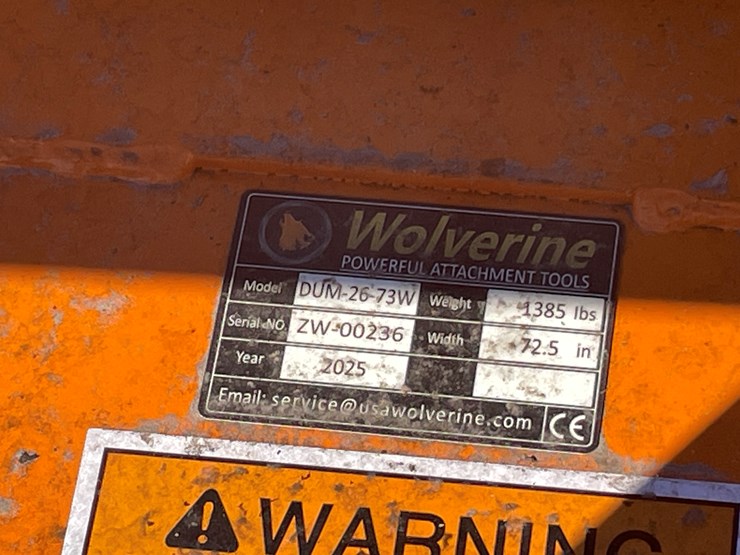 Wolverine
POWERFUL ATTACHMENT TOOLS
Model DUM-26-73W Weight 1385 lbs
Serial NO. ZW-00236 Width 72.5 in
Year 2025
Email: service@usawolverine.com CE
WARNING